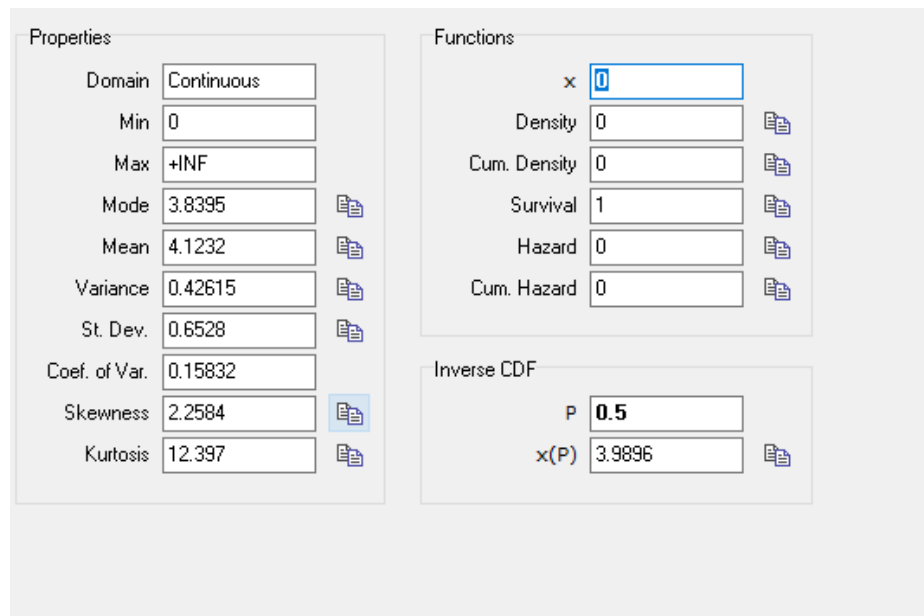 Properties
Domain Continuous
Min 0
Max +INF
Mode 3.8395
Mean 4.1232
Variance 0.42615
St. Dev. 0.6528
Coef. of Var. 0.15832
Skewness 2.2584
Kurtosis 12.397
Functions
x 0
Density 0
Cum. Density 0
Survival 1
Hazard 0
Cum. Hazard 0
Inverse CDF
P 0.5
x(P) 3.9896